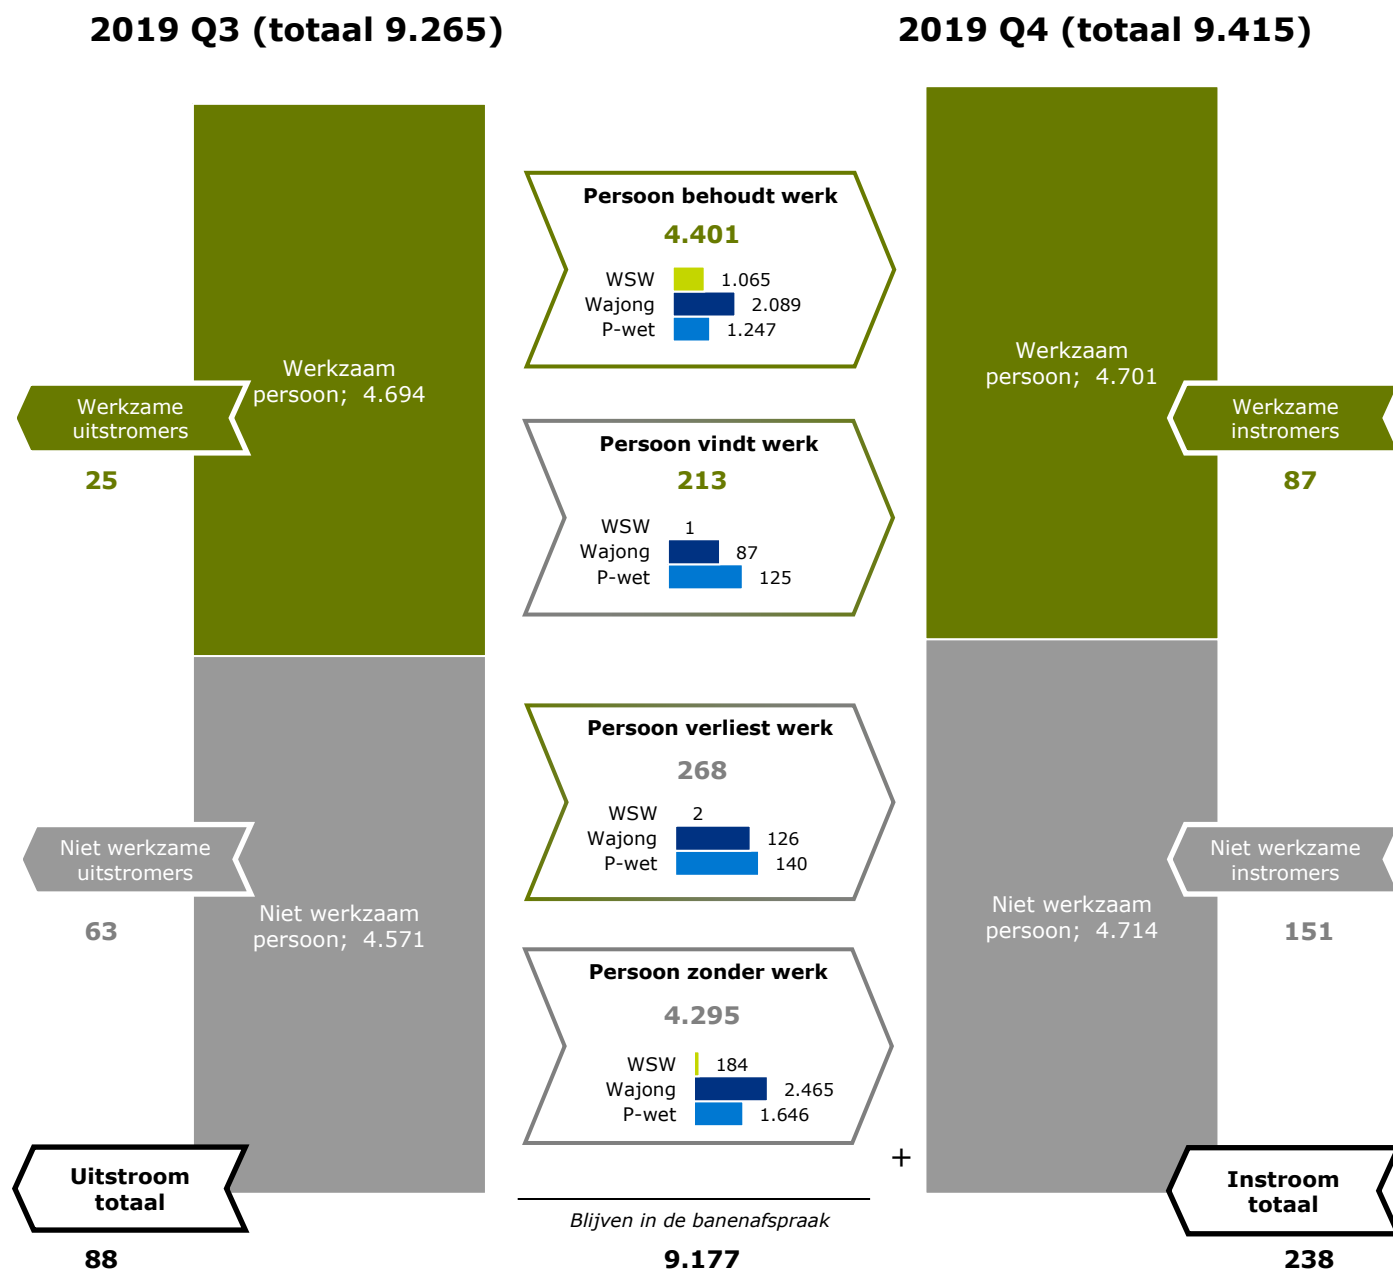 2019 Q3 (totaal 9.265)
2019 Q4 (totaal 9.415)
Werkzaam
persoon; 4.694
Werkzame
uitstromers
25
Niet werkzame
uitstromers
63
Niet werkzaam
persoon; 4.571
Uitstroom
totaal
88
Persoon behoudt werk
4.401
WSW 1.065
Wajong 2.089
P-wet 1.247
Persoon vindt werk
213
WSW 1
Wajong 87
P-wet 125
Persoon verliest werk
268
WSW 2
Wajong 126
P-wet 140
Persoon zonder werk
4.295
WSW 184
Wajong 2.465
P-wet 1.646
+
Blijven in de banenafspraak
9.177
Werkzaam
persoon; 4.701
Werkzame
instromers
87
Niet werkzame
instromers
151
Niet werkzaam
persoon; 4.714
Instroom
totaal
238